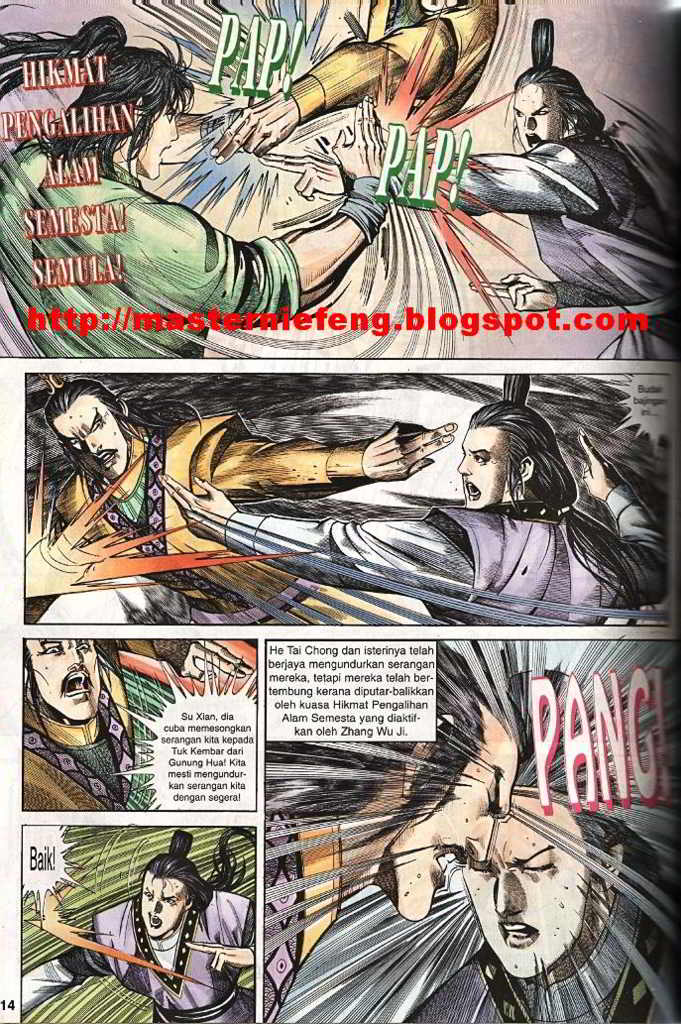 HIKMAT
PENGALIHAN
ALAM
SEMESTA!
SEMULA!
PAP!
PAP!
http://masterniefeng.blogspot.com
Budak
bajingan
ini...
Su Xian, dia
cuba memesongkan
serangan kita kepada
Tuk Kembar dari
Gunung Hua! Kita
mesti mengundur-
kan serangan kita
dengan segera!
Baik!
He Tai Chong dan isterinya telah
berjaya mengundurkan serangan
mereka, tetapi mereka telah ber-
tembung kerana diputar-balikkan
oleh kuasa Hikmat Pengalihan
Alam Semesta yang diaktif-
kan oleh Zhang Wu Ji.
PANG!
14